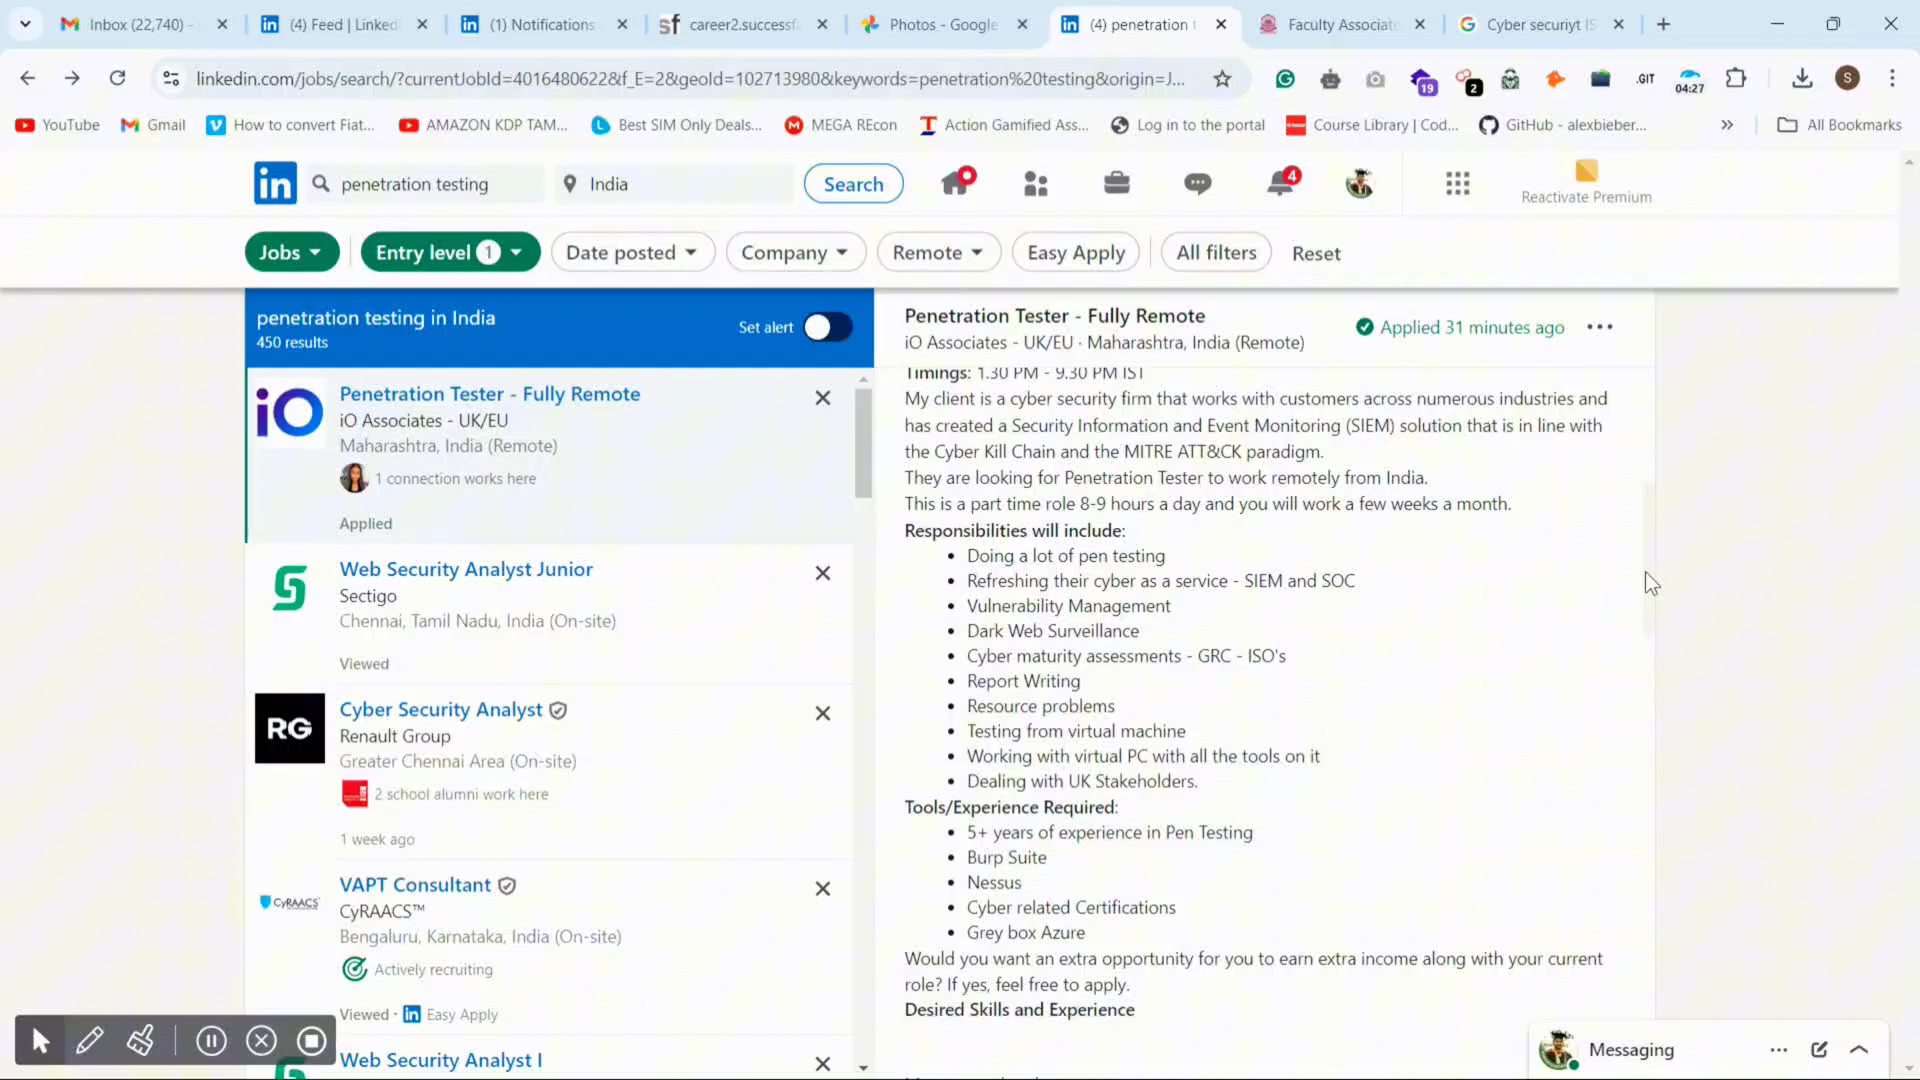 Inbox (22,740) -
(4) Feed | Linked
(1) Notifications
sf career2.successfa
Photos - Google
(4) penetration t
Faculty Associate
Cyber securiyt IS
linkedin.com/jobs/search/?currentJobId=4016480622&f_E=2&geoId=102713980&keywords=penetration%20testing&origin=J...
19
2
.GIT
04:27
S
YouTube
Gmail
How to convert Fiat...
AMAZON KDP TAM...
Best SIM Only Deals...
MEGA REcon
Action Gamified Ass...
Log in to the portal
Course Library | Cod...
GitHub - alexbieber...
All Bookmarks
in
penetration testing
India
Search
4
Reactivate Premium
Jobs
Entry level 1
Date posted
Company
Remote
Easy Apply
All filters
Reset
penetration testing in India
450 results
Set alert
iO
Penetration Tester - Fully Remote
iO Associates - UK/EU
Maharashtra, India (Remote)
1 connection works here
Applied
Web Security Analyst Junior
Sectigo
Chennai, Tamil Nadu, India (On-site)
Viewed
RG
Cyber Security Analyst
Renault Group
Greater Chennai Area (On-site)
2 school alumni work here
1 week ago
CyRAACS
VAPT Consultant
CyRAACS™
Bengaluru, Karnataka, India (On-site)
Actively recruiting
Viewed · in Easy Apply
Web Security Analyst I
Penetration Tester - Fully Remote
iO Associates - UK/EU · Maharashtra, India (Remote)
Applied 31 minutes ago
Timings: 1.30 PM - 9.30 PM IST
My client is a cyber security firm that works with customers across numerous industries and
has created a Security Information and Event Monitoring (SIEM) solution that is in line with
the Cyber Kill Chain and the MITRE ATT&CK paradigm.
They are looking for Penetration Tester to work remotely from India.
This is a part time role 8-9 hours a day and you will work a few weeks a month.
Responsibilities will include:
• Doing a lot of pen testing
• Refreshing their cyber as a service - SIEM and SOC
• Vulnerability Management
• Dark Web Surveillance
• Cyber maturity assessments - GRC - ISO's
• Report Writing
• Resource problems
• Testing from virtual machine
• Working with virtual PC with all the tools on it
• Dealing with UK Stakeholders.
Tools/Experience Required:
• 5+ years of experience in Pen Testing
• Burp Suite
• Nessus
• Cyber related Certifications
• Grey box Azure
Would you want an extra opportunity for you to earn extra income along with your current
role? If yes, feel free to apply.
Desired Skills and Experience
Messaging